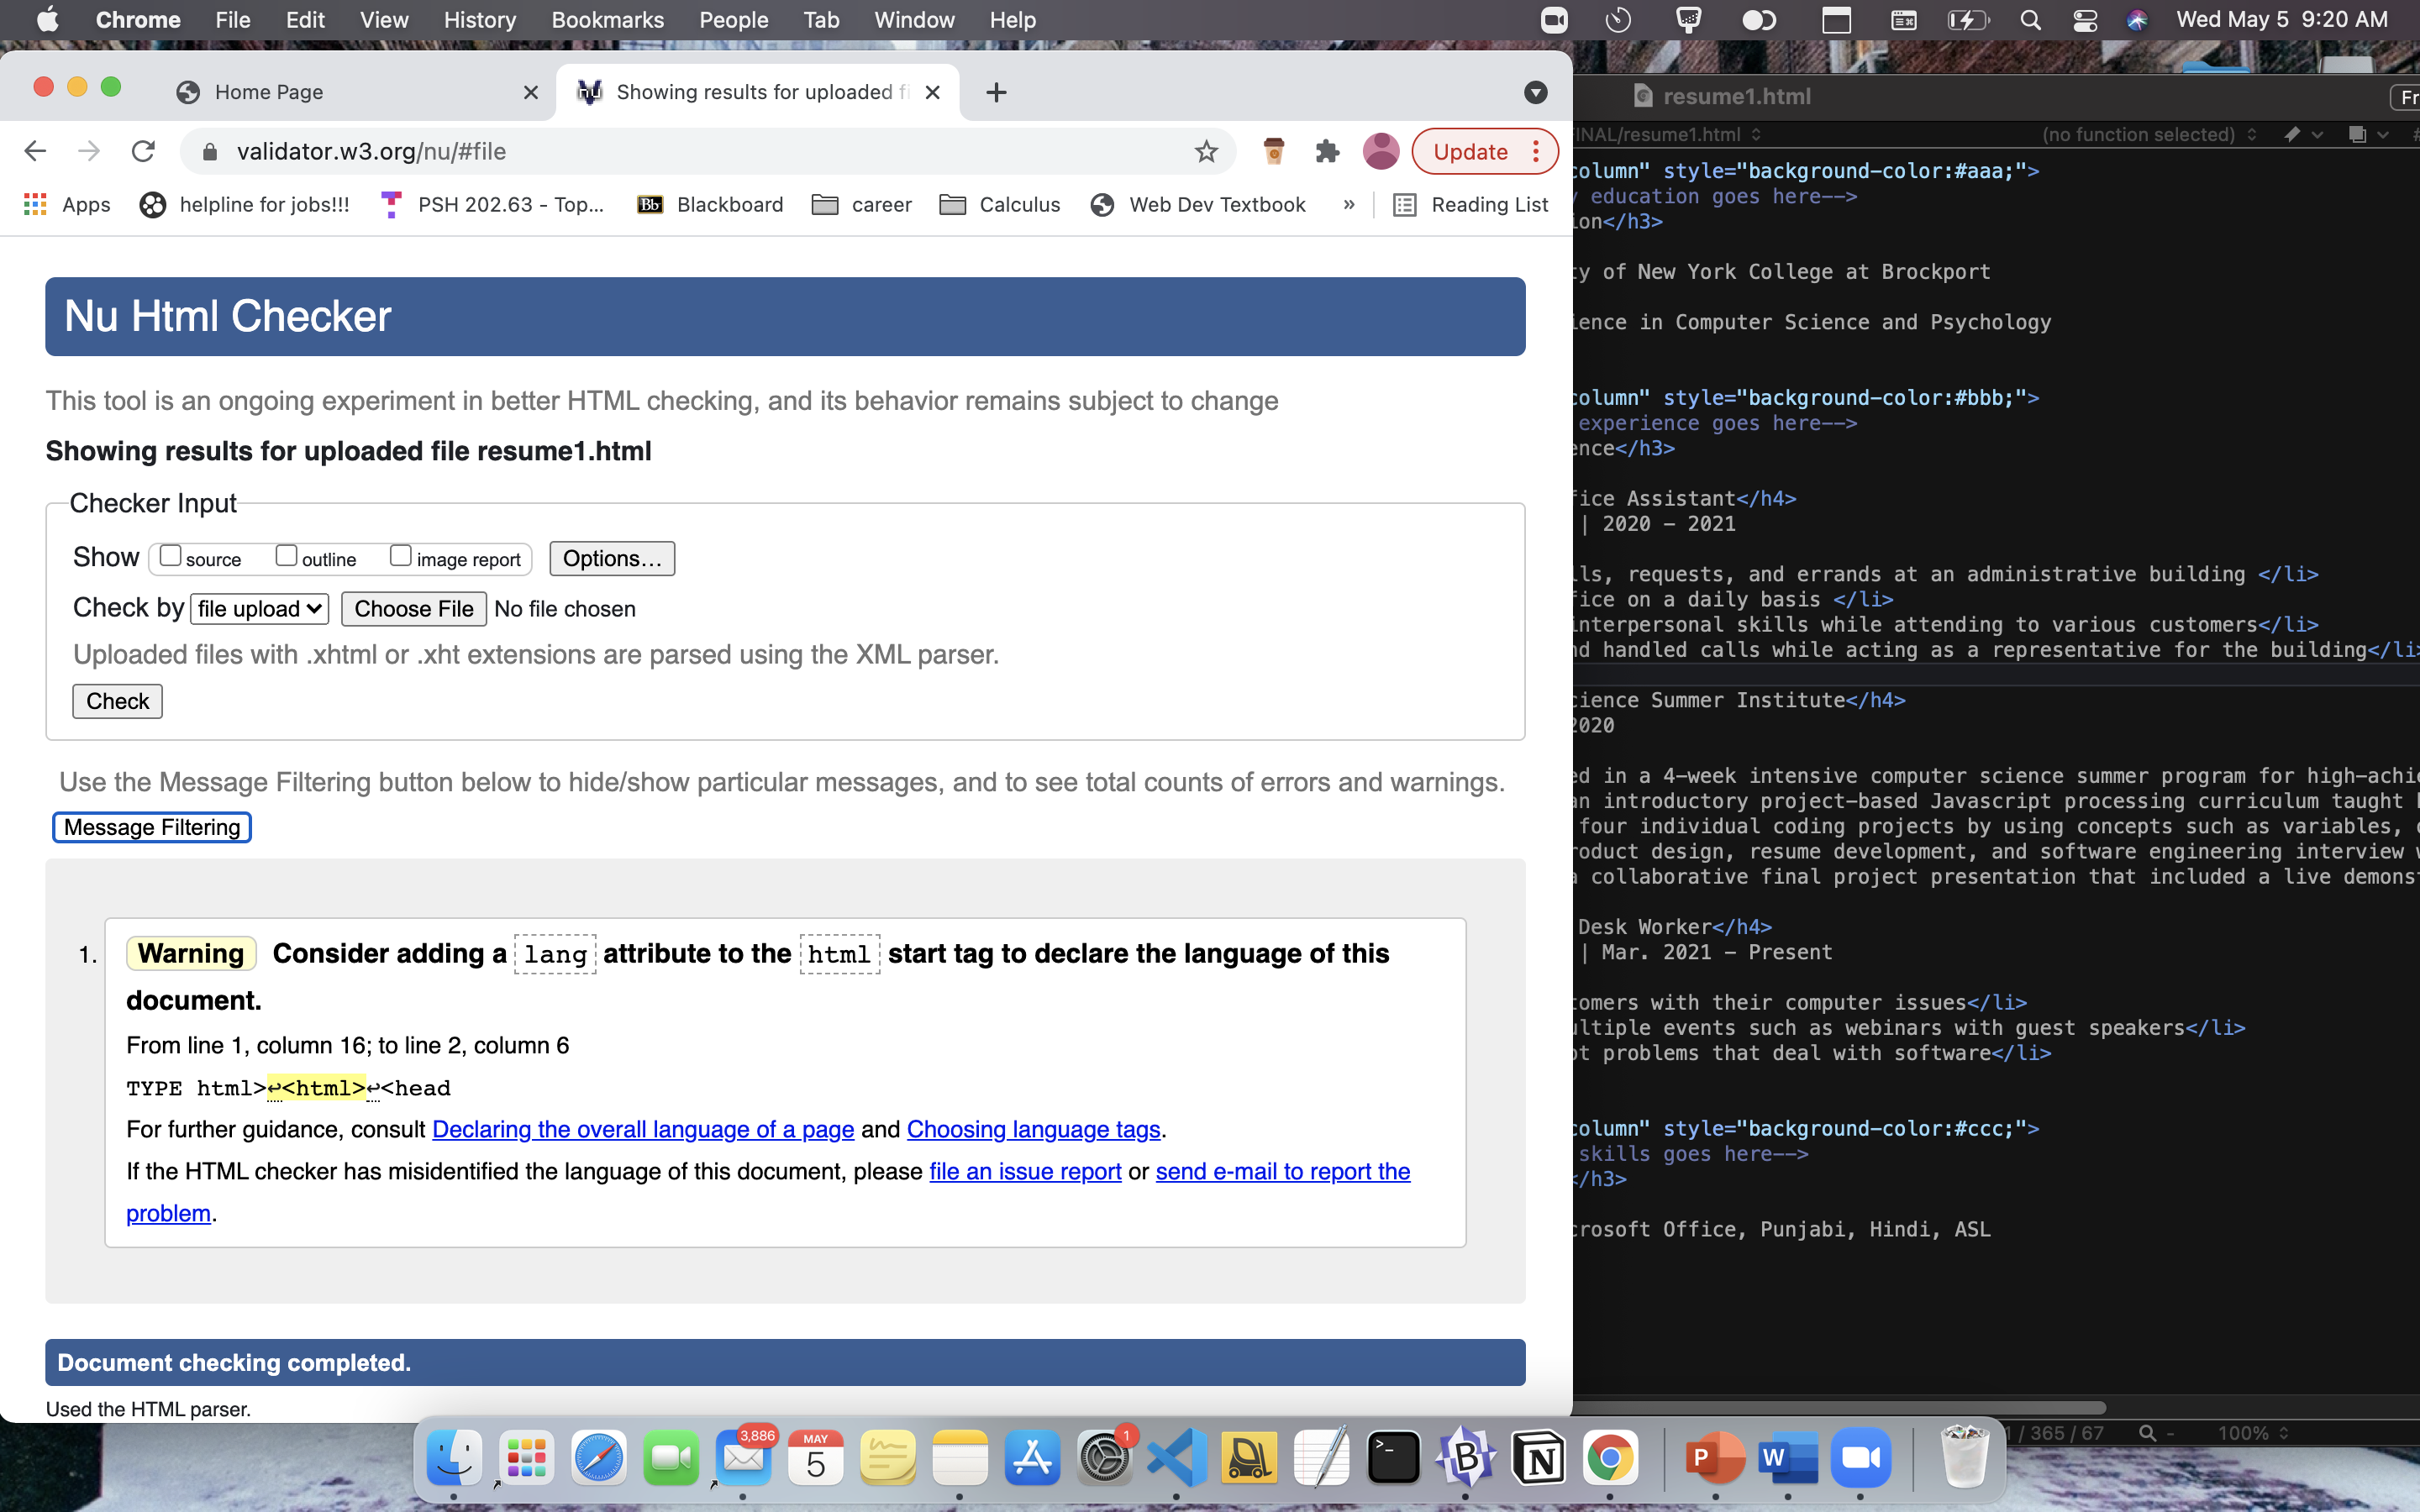 Chrome File Edit View History Bookmarks People Tab Window Help
Wed May 5 9:20 AM
Home Page
Showing results for uploaded fi
validator.w3.org/nu/#file
Update
Apps
helpline for jobs!!!
PSH 202.63 - Top...
Bb Blackboard
career
Calculus
Web Dev Textbook
»
Reading List
Nu Html Checker
This tool is an ongoing experiment in better HTML checking, and its behavior remains subject to change
Showing results for uploaded file resume1.html
Checker Input
Show source outline image report Options...
Check by file upload Choose File No file chosen
Uploaded files with .xhtml or .xht extensions are parsed using the XML parser.
Check
Use the Message Filtering button below to hide/show particular messages, and to see total counts of errors and warnings.
Message Filtering
1. Warning Consider adding a lang attribute to the html start tag to declare the language of this
document.
From line 1, column 16; to line 2, column 6
TYPE html>↩<html>↩<head
For further guidance, consult Declaring the overall language of a page and Choosing language tags.
If the HTML checker has misidentified the language of this document, please file an issue report or send e-mail to report the
problem.
Document checking completed.
Used the HTML parser.
resume1.html
Fr
INAL/resume1.html
(no function selected)
column" style="background-color:#aaa;">
education goes here-->
ion</h3>
ty of New York College at Brockport
ience in Computer Science and Psychology
column" style="background-color:#bbb;">
experience goes here-->
ence</h3>
fice Assistant</h4>
| 2020 - 2021
lls, requests, and errands at an administrative building </li>
fice on a daily basis </li>
interpersonal skills while attending to various customers</li>
nd handled calls while acting as a representative for the building</li>
cience Summer Institute</h4>
2020
ed in a 4-week intensive computer science summer program for high-achi
an introductory project-based Javascript processing curriculum taught
four individual coding projects by using concepts such as variables,
roduct design, resume development, and software engineering interview
a collaborative final project presentation that included a live demons
Desk Worker</h4>
| Mar. 2021 - Present
tomers with their computer issues</li>
ultiple events such as webinars with guest speakers</li>
ot problems that deal with software</li>
column" style="background-color:#ccc;">
skills goes here-->
</h3>
crosoft Office, Punjabi, Hindi, ASL
/ 365 / 67
100%
3,886
MAY
5
1